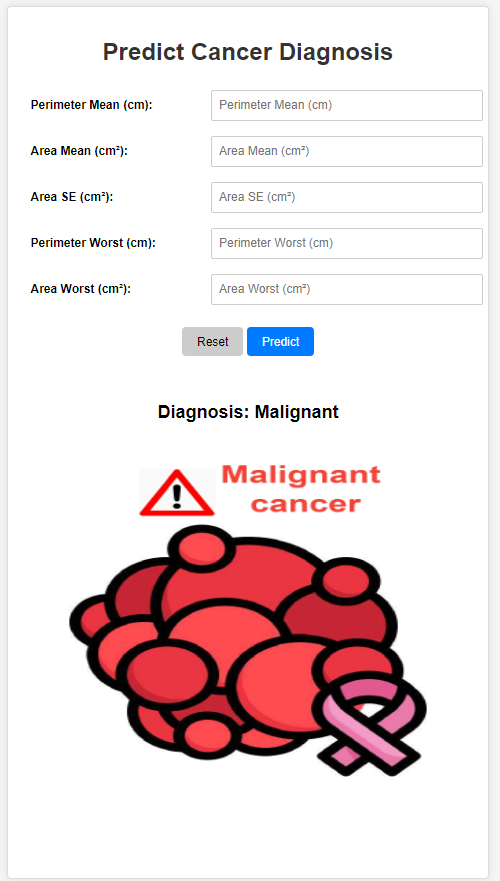 Predict Cancer Diagnosis
Perimeter Mean (cm): Perimeter Mean (cm)
Area Mean (cm²): Area Mean (cm²)
Area SE (cm²): Area SE (cm²)
Perimeter Worst (cm): Perimeter Worst (cm)
Area Worst (cm²): Area Worst (cm²)
Reset Predict
Diagnosis: Malignant
Malignant
cancer